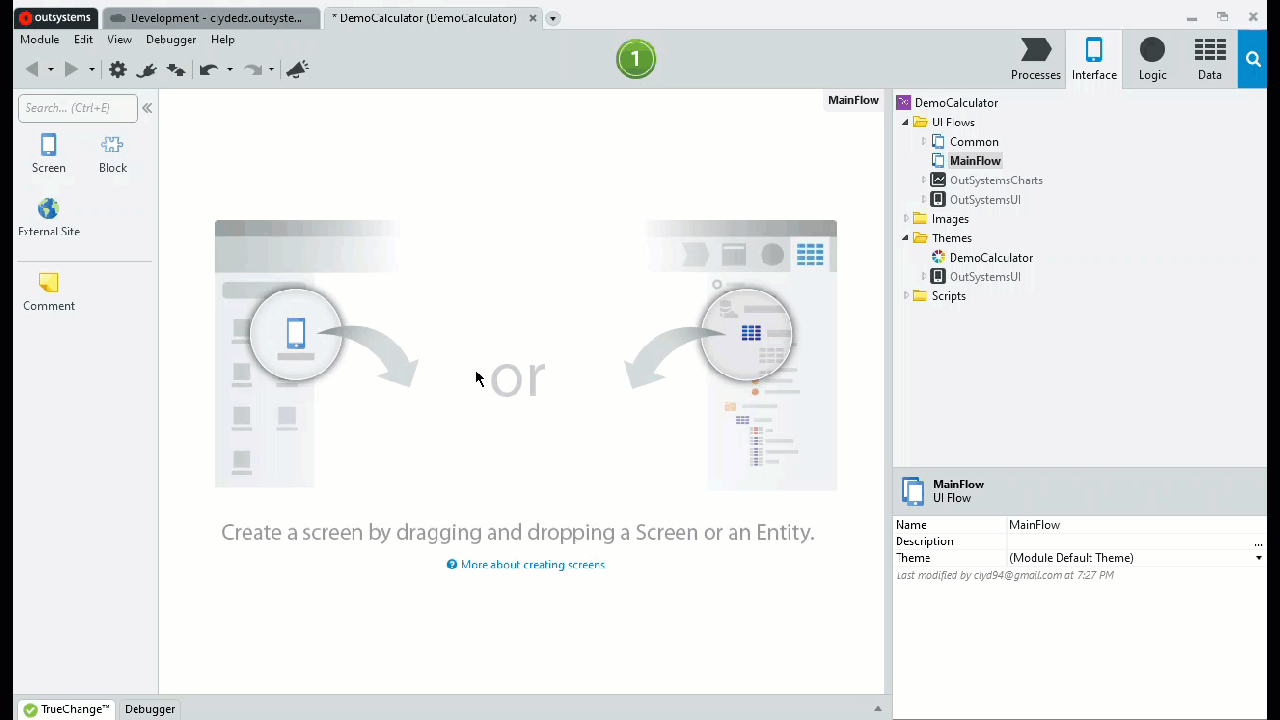 outsystems
Development - clydedz.outsyste...
* DemoCalculator (DemoCalculator)
Module
Edit
View
Debugger
Help
1
Processes
Interface
Logic
Data
Search... (Ctrl+E)
Screen
Block
External Site
Comment
MainFlow
or
Create a screen by dragging and dropping a Screen or an Entity.
More about creating screens
DemoCalculator
UI Flows
Common
MainFlow
OutSystemsCharts
OutSystemsUI
Images
Themes
DemoCalculator
OutSystemsUI
Scripts
MainFlow
UI Flow
Name MainFlow
Description ...
Theme (Module Default Theme)
Last modified by clyd94@gmail.com at 7:27 PM
TrueChange™
Debugger